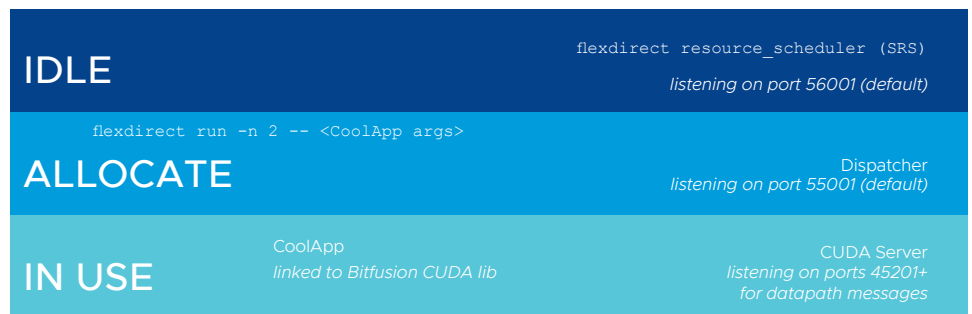 IDLE
flexdirect resource_scheduler (SRS)
listening on port 56001 (default)
flexdirect run -n 2 -- <CoolApp args>
ALLOCATE
Dispatcher
listening on port 55001 (default)
IN USE
CoolApp
linked to Bitfusion CUDA lib
CUDA Server
listening on ports 45201+
for datapath messages